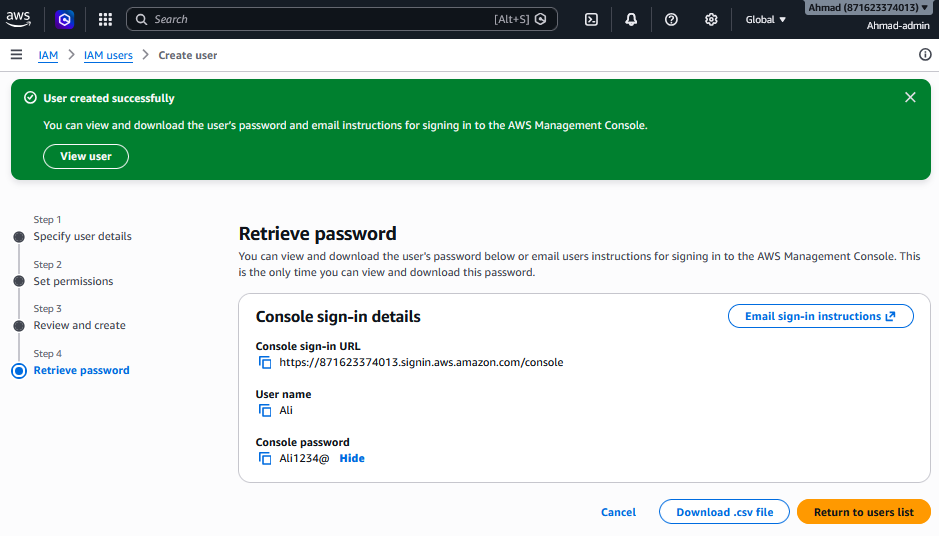 aws
Search [Alt+S]
Global
Ahmad (871623374013)
Ahmad-admin
IAM > IAM users > Create user
User created successfully
You can view and download the user's password and email instructions for signing in to the AWS Management Console.
View user
Step 1
Specify user details
Step 2
Set permissions
Step 3
Review and create
Step 4
Retrieve password
Retrieve password
You can view and download the user's password below or email users instructions for signing in to the AWS Management Console. This
is the only time you can view and download this password.
Console sign-in details
Email sign-in instructions
Console sign-in URL
https://871623374013.signin.aws.amazon.com/console
User name
Ali
Console password
Ali1234@ Hide
Cancel
Download .csv file
Return to users list